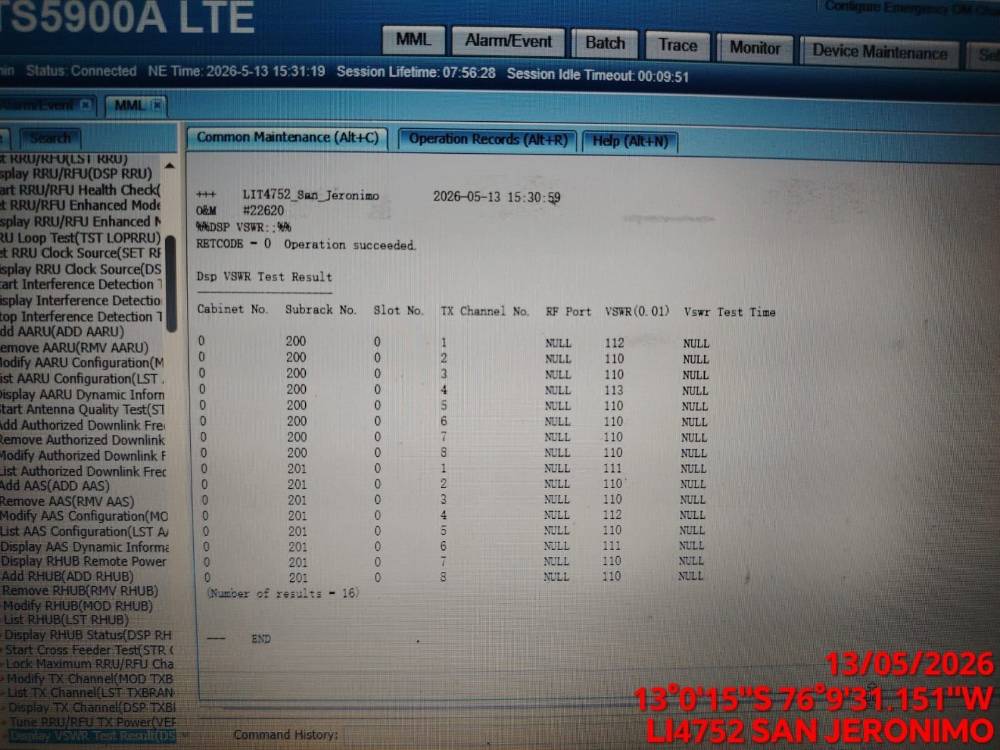 TS5900A LTE
Configure Emergency OM
MML Alarm/Event Batch Trace Monitor Device Maintenance
Status: Connected NE Time: 2026-5-13 15:31:19 Session Lifetime: 07:56:28 Session Idle Timeout: 00:09:51
Alarm/Event MML
Search
Common Maintenance (Alt+C) Operation Records (Alt+R) Help (Alt+N)
t RRU/RFU(LST RRU)
splay RRU/RFU(DSP RRU)
art RRU/RFU Health Check(
t RRU/RFU Enhanced Mode
splay RRU/RFU Enhanced M
RU Loop Test(TST LOPRRU)
et RRU Clock Source(SET RF
isplay RRU Clock Source(DS
tart Interference Detection T
isplay Interference Detectio
top Interference Detection T
dd AARU(ADD AARU)
emove AARU(RMV AARU)
Modify AARU Configuration(M
ist AARU Configuration(LST
Display AARU Dynamic Inforn
Start Antenna Quality Test(ST
Add Authorized Downlink Fre
Remove Authorized Downlink
Modify Authorized Downlink F
List Authorized Downlink Frec
Add AAS(ADD AAS)
Remove AAS(RMV AAS)
Modify AAS Configuration(MO
List AAS Configuration(LST A
Display AAS Dynamic Informa
Display RHUB Remote Power
Add RHUB(ADD RHUB)
Remove RHUB(RMV RHUB)
Modify RHUB(MOD RHUB)
List RHUB(LST RHUB)
Display RHUB Status(DSP RH
Start Cross Feeder Test(STR C
Lock Maximum RRU/RFU Cha
Modify TX Channel(MOD TXB
List TX Channel(LST TXBRAN
Display TX Channel(DSP TXBI
Tune RRU/RFU TX Power(VEF
Display VSWR Test Result(DS
+++ LIT4752_San_Jeronimo 2026-05-13 15:30:59
O&M #22620
%%DSP VSWR:;%%
RETCODE = 0 Operation succeeded.
Dsp VSWR Test Result
--------------------
Cabinet No. Subrack No. Slot No. TX Channel No. RF Port VSWR(0.01) Vswr Test Time
0 200 0 1 NULL 112 NULL
0 200 0 2 NULL 110 NULL
0 200 0 3 NULL 110 NULL
0 200 0 4 NULL 113 NULL
0 200 0 5 NULL 110 NULL
0 200 0 6 NULL 110 NULL
0 200 0 7 NULL 110 NULL
0 200 0 8 NULL 110 NULL
0 201 0 1 NULL 111 NULL
0 201 0 2 NULL 110 NULL
0 201 0 3 NULL 110 NULL
0 201 0 4 NULL 112 NULL
0 201 0 5 NULL 110 NULL
0 201 0 6 NULL 111 NULL
0 201 0 7 NULL 110 NULL
0 201 0 8 NULL 110 NULL
(Number of results = 16)
--- END
Command History:
13/05/2026
13°0'15"S 76°9'31.151"W
LI4752 SAN JERONIMO